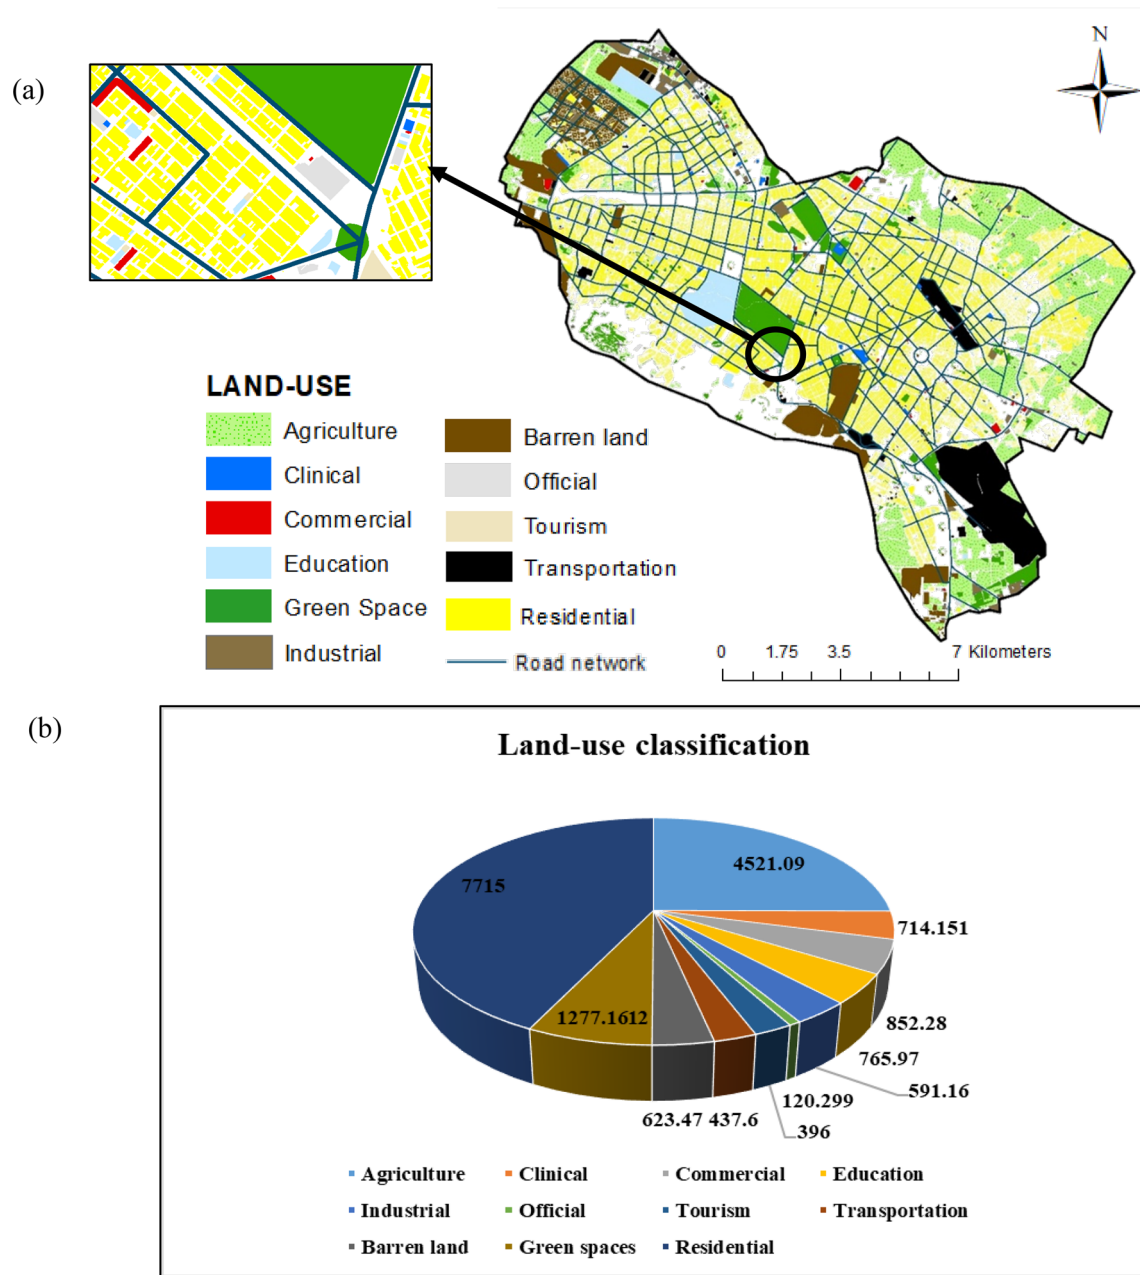 (a)
N
LAND-USE
Agriculture
Clinical
Commercial
Education
Green Space
Industrial
Barren land
Official
Tourism
Transportation
Residential
Road network
0 1.75 3.5 7 Kilometers
(b)
Land-use classification
4521.09
7715
714.151
1277.1612
852.28
765.97
591.16
120.299
623.47 437.6
396
Agriculture Clinical Commercial Education
Industrial Official Tourism Transportation
Barren land Green spaces Residential